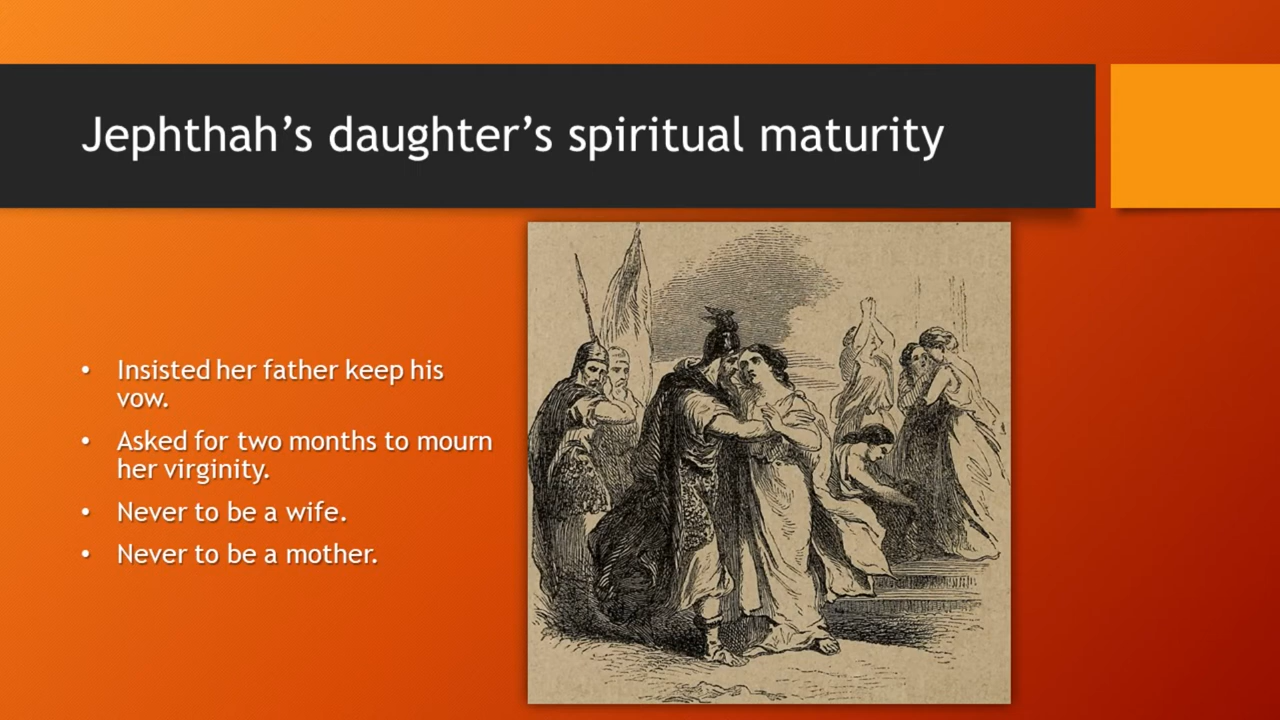 Jephthah’s daughter’s spiritual maturity
• Insisted her father keep his
vow.
• Asked for two months to mourn
her virginity.
• Never to be a wife.
• Never to be a mother.